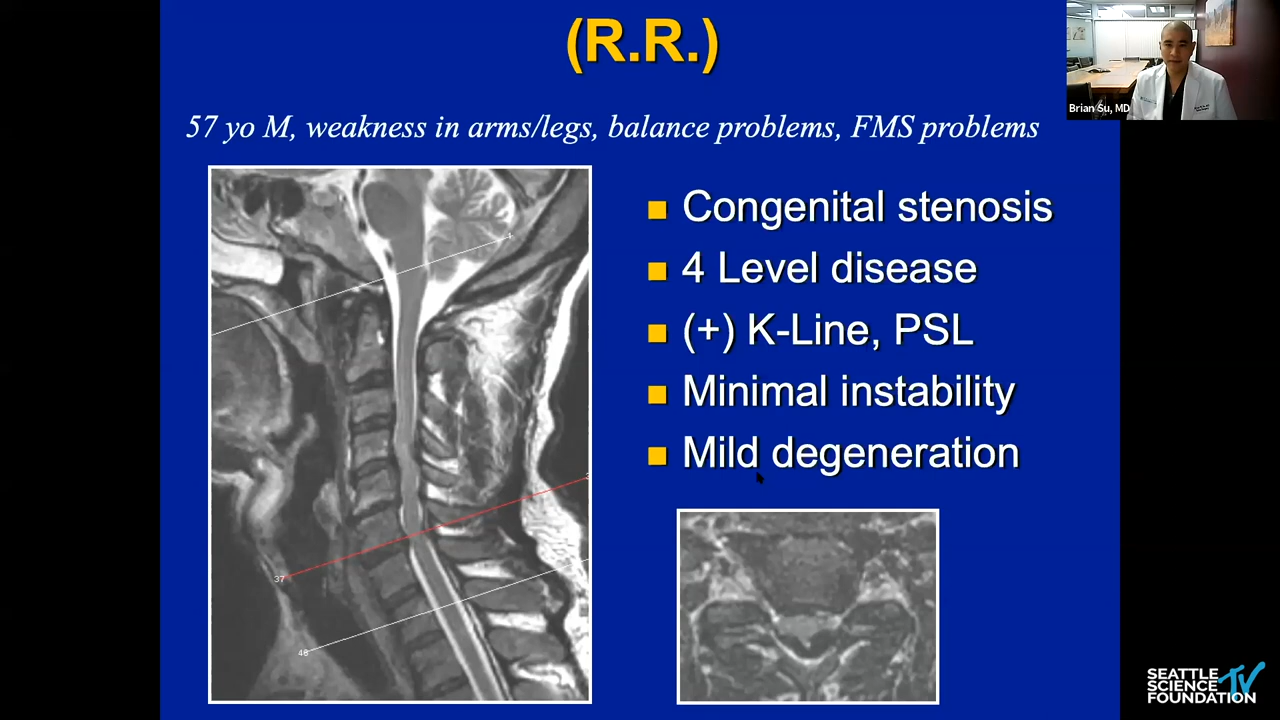 (R.R.)
Brian Su, MD
57 yo M, weakness in arms/legs, balance problems, FMS problems
Congenital stenosis
4 Level disease
(+) K-Line, PSL
Minimal instability
Mild degeneration
1
37
48
SEATTLE
SCIENCE
FOUNDATION
TV